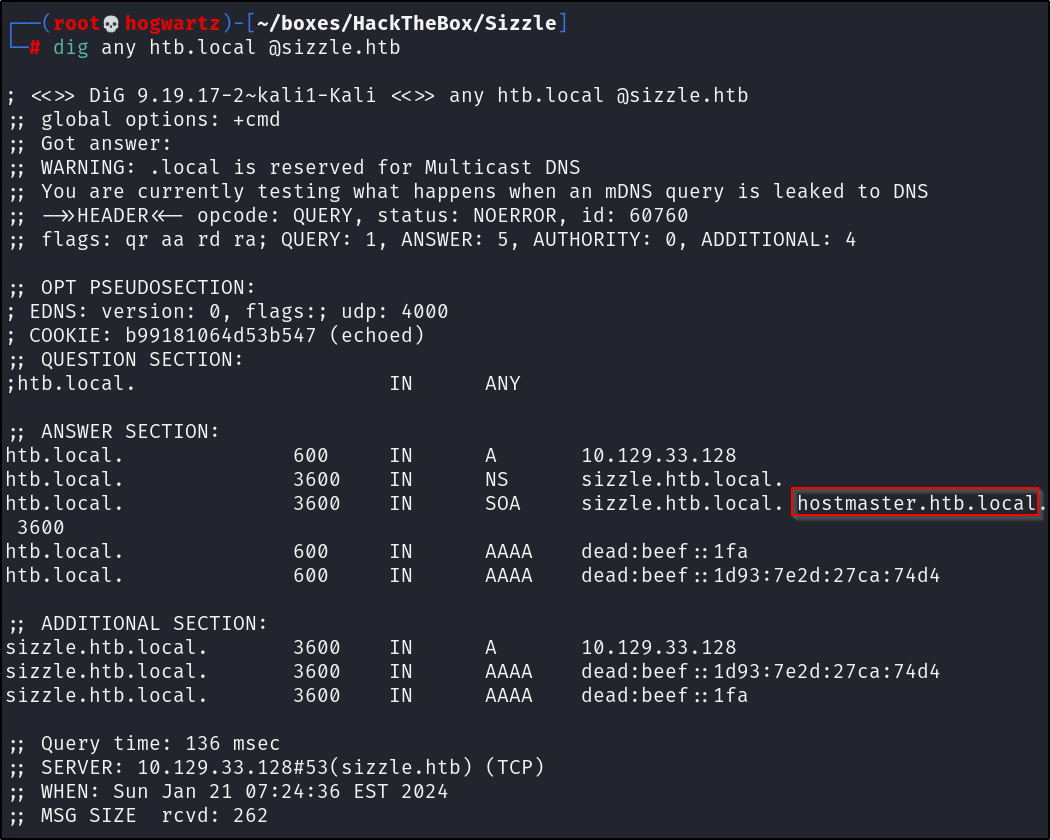 ┌──(root💀hogwartz)-[~/boxes/HackTheBox/Sizzle]
└─# dig any htb.local @sizzle.htb
; <<>> DiG 9.19.17-2~kali1-Kali <<>> any htb.local @sizzle.htb
;; global options: +cmd
;; Got answer:
;; WARNING: .local is reserved for Multicast DNS
;; You are currently testing what happens when an mDNS query is leaked to DNS
;; ->>HEADER<<- opcode: QUERY, status: NOERROR, id: 60760
;; flags: qr aa rd ra; QUERY: 1, ANSWER: 5, AUTHORITY: 0, ADDITIONAL: 4
;; OPT PSEUDOSECTION:
; EDNS: version: 0, flags:; udp: 4000
; COOKIE: b99181064d53b547 (echoed)
;; QUESTION SECTION:
;htb.local. IN ANY
;; ANSWER SECTION:
htb.local. 600 IN A 10.129.33.128
htb.local. 3600 IN NS sizzle.htb.local.
htb.local. 3600 IN SOA sizzle.htb.local. hostmaster.htb.local.
3600
htb.local. 600 IN AAAA dead:beef::1fa
htb.local. 600 IN AAAA dead:beef::1d93:7e2d:27ca:74d4
;; ADDITIONAL SECTION:
sizzle.htb.local. 3600 IN A 10.129.33.128
sizzle.htb.local. 3600 IN AAAA dead:beef::1d93:7e2d:27ca:74d4
sizzle.htb.local. 3600 IN AAAA dead:beef::1fa
;; Query time: 136 msec
;; SERVER: 10.129.33.128#53(sizzle.htb) (TCP)
;; WHEN: Sun Jan 21 07:24:36 EST 2024
;; MSG SIZE rcvd: 262